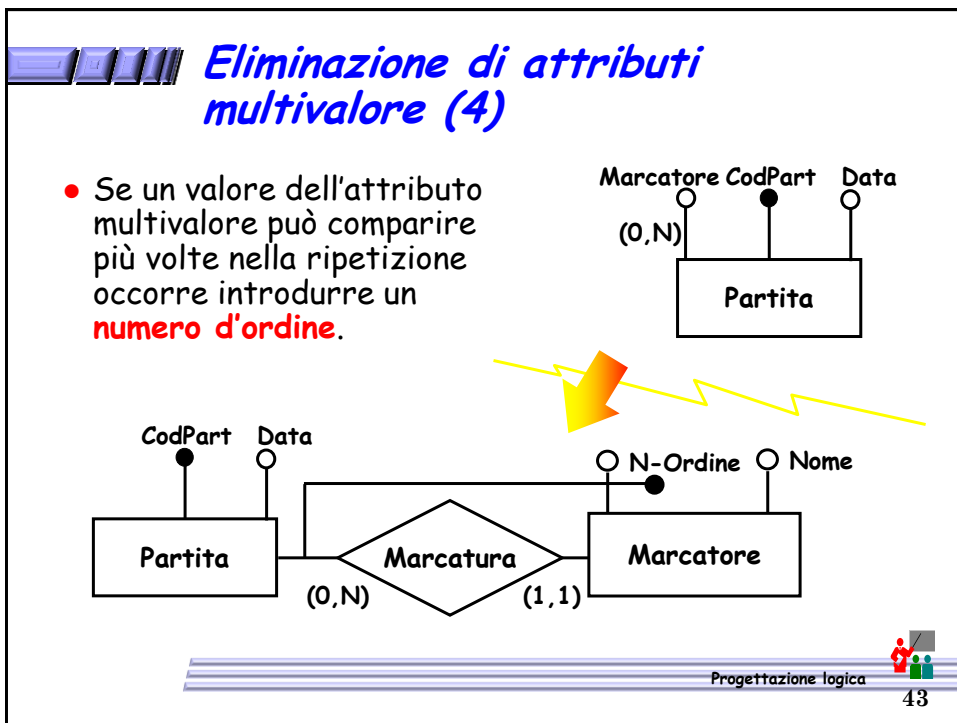 Eliminazione di attributi
multivalore (4)
● Se un valore dell'attributo
multivalore può comparire
più volte nella ripetizione
occorre introdurre un
numero d'ordine.
Marcatore CodPart Data
(0,N)
Partita
CodPart Data
N-Ordine Nome
Partita Marcatura Marcatore
(0,N) (1,1)
Progettazione logica
43